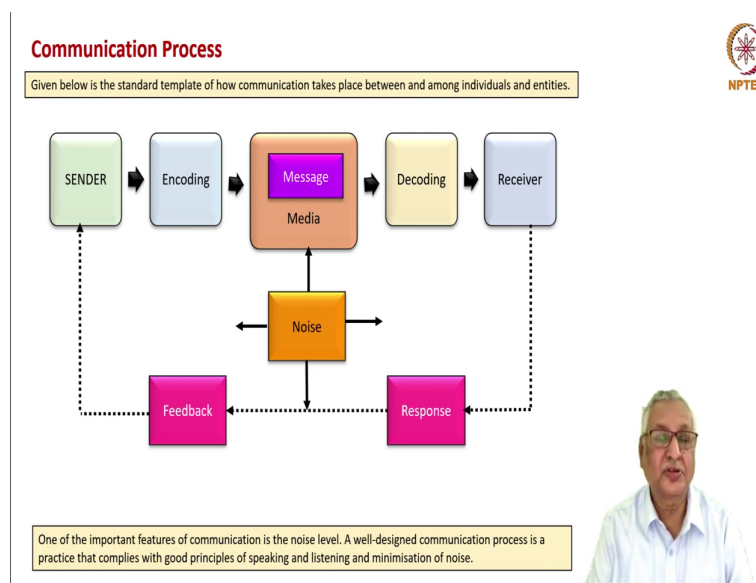 Communication Process
Given below is the standard template of how communication takes place between and among individuals and entities.
NPTE
SENDER
Encoding
Message
Media
Decoding
Receiver
Noise
Feedback
Response
One of the important features of communication is the noise level. A well-designed communication process is a
practice that complies with good principles of speaking and listening and minimisation of noise.